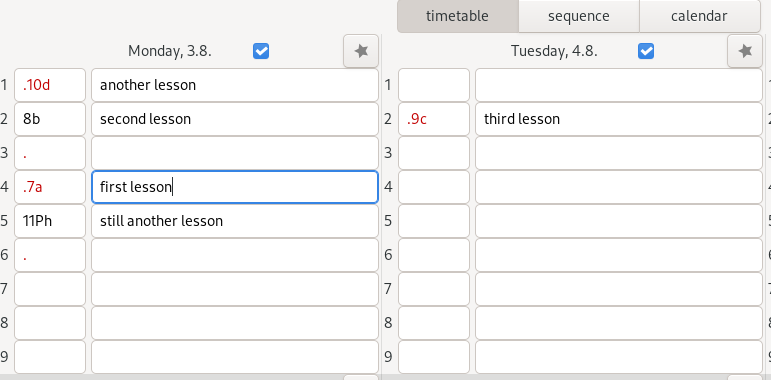 timetable sequence calendar
Monday, 3.8. Tuesday, 4.8.
1 .10d another lesson 1
2 8b second lesson 2 .9c third lesson
3 . 3
4 .7a first lesson 4
5 11Ph still another lesson 5
6 . 6
7 7
8 8
9 9